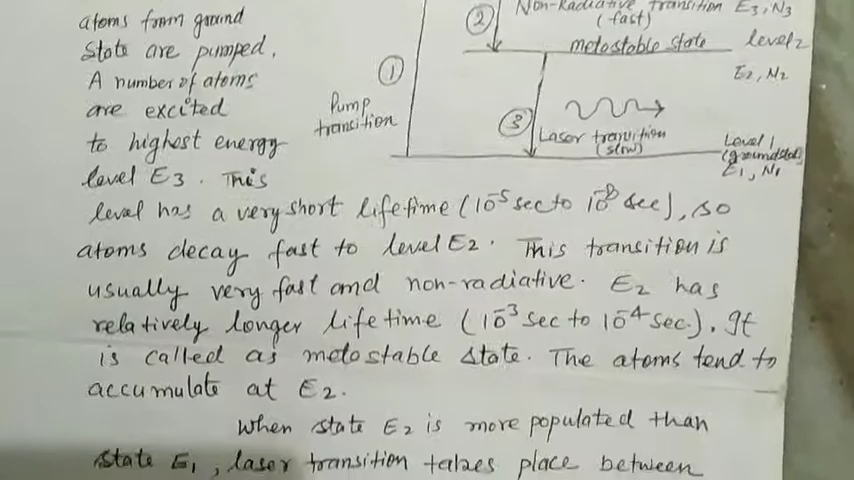 atoms from ground
state are pumped.
A number of atoms
are excited
to highest energy
level E3. This
② Non-Radiative transition E3, N3
(fast)
metastable state level 2
E2, N2
①
Pump
transition
③ Laser transition
(slow)
Level 1
(ground state)
E1, N1
level has a very short lifetime (10⁻⁵ sec to 10⁻⁸ sec), so
atoms decay fast to level E2. This transition is
usually very fast and non-radiative. E2 has
relatively longer lifetime (10⁻³ sec to 10⁻⁴ sec). It
is called as metastable state. The atoms tend to
accumulate at E2.
When state E2 is more populated than
state E1, laser transition takes place between